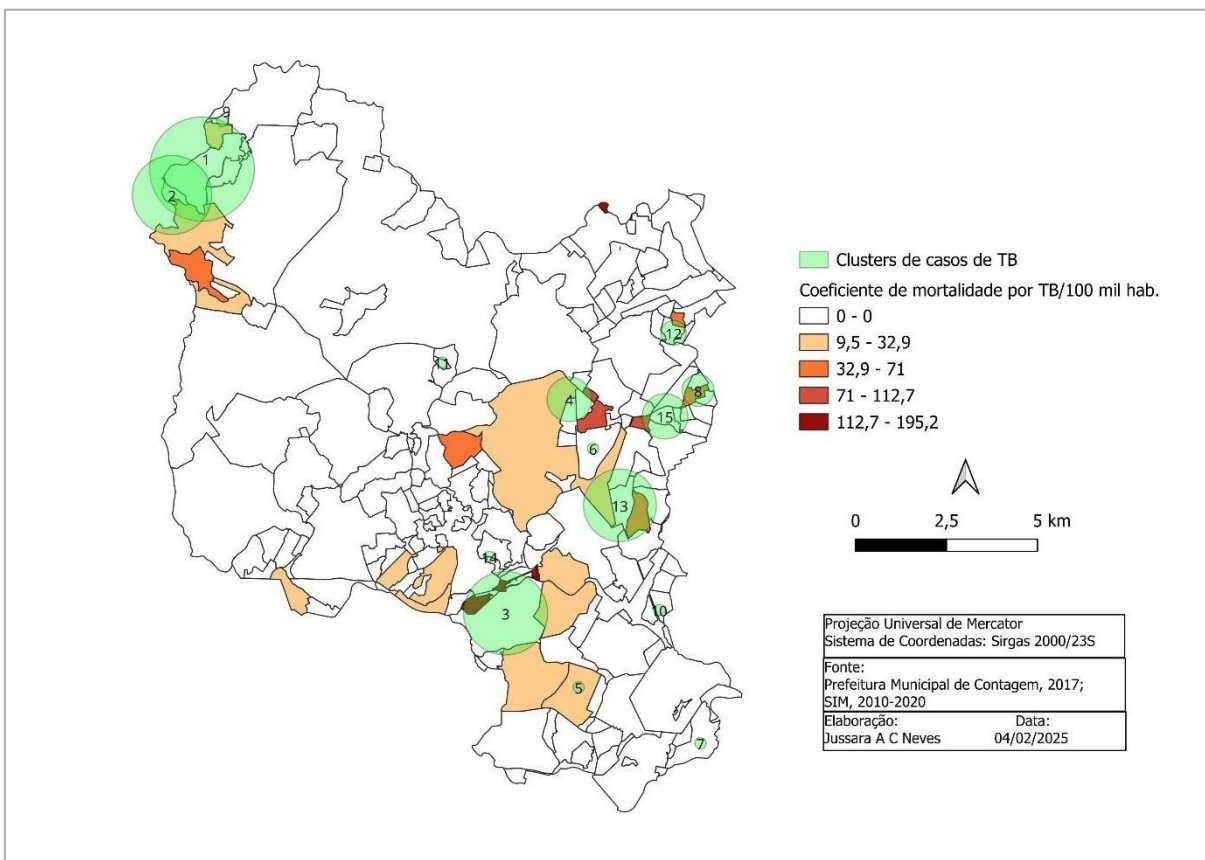 9
1
2
12
11
8
4
15
6
13
14
3
10
5
7
Clusters de casos de TB
Coeficiente de mortalidade por TB/100 mil hab.
0 - 0
9,5 - 32,9
32,9 - 71
71 - 112,7
112,7 - 195,2
0 2,5 5 km
Projeção Universal de Mercator
Sistema de Coordenadas: Sirgas 2000/23S
Fonte:
Prefeitura Municipal de Contagem, 2017;
SIM, 2010-2020
Elaboração: Data:
Jussara A C Neves 04/02/2025